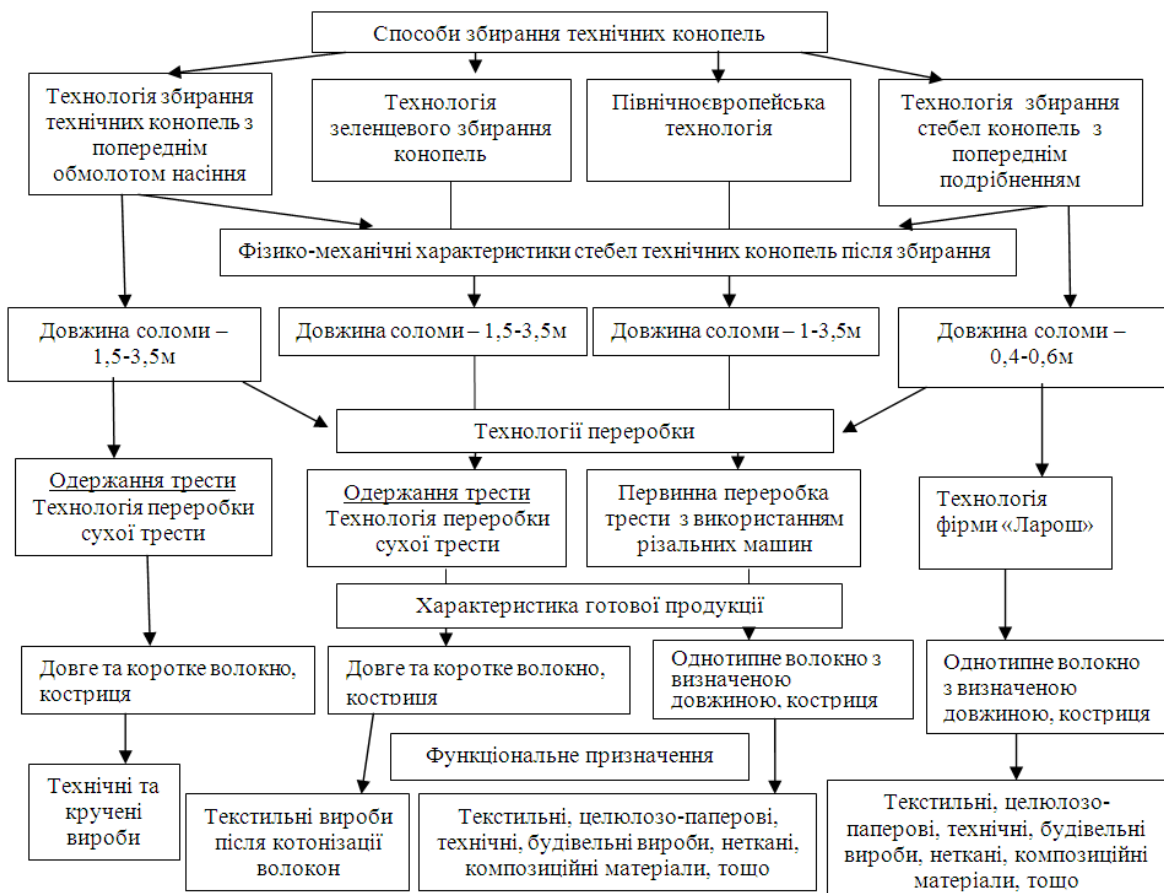 Способи збирання технічних конопель
Технологія збирання
технічних конопель з
попереднім
обмолотом насіння
Технологія
зеленцевого збирання
конопель
Північноєвропейська
технологія
Технологія збирання
стебел конопель з
попереднім
подрібненням
Фізико-механічні характеристики стебел технічних конопель після збирання
Довжина соломи –
1,5-3,5м
Довжина соломи – 1,5-3,5м
Довжина соломи – 1-3,5м
Довжина соломи –
0,4-0,6м
Технології переробки
Одержання трести
Технологія переробки
сухої трести
Одержання трести
Технологія переробки
сухої трести
Первинна переробка
трести з використанням
різальних машин
Технологія
фірми «Ларош»
Характеристика готової продукції
Довге та коротке волокно,
костриця
Довге та коротке волокно,
костриця
Однотипне волокно з
визначеною
довжиною, костриця
Однотипне волокно
з визначеною
довжиною, костриця
Функціональне призначення
Технічні та
кручені
вироби
Текстильні вироби
після котонізації
волокон
Текстильні, целюлозо-паперові,
технічні, будівельні вироби, неткані,
композиційні матеріали, тощо
Текстильні, целюлозо-
паперові, технічні, будівельні
вироби, неткані, композиційні
матеріали, тощо